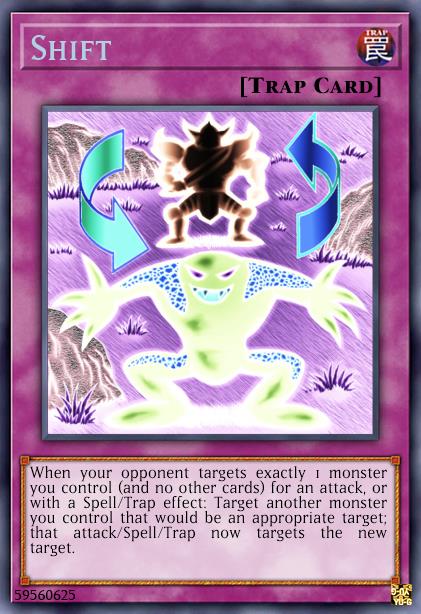 Shift
TRAP
罠
[Trap Card]
When your opponent targets exactly 1 monster
you control (and no other cards) for an attack, or
with a Spell/Trap effect: Target another monster
you control that would be an appropriate target;
that attack/Spell/Trap now targets the new
target.
59560625